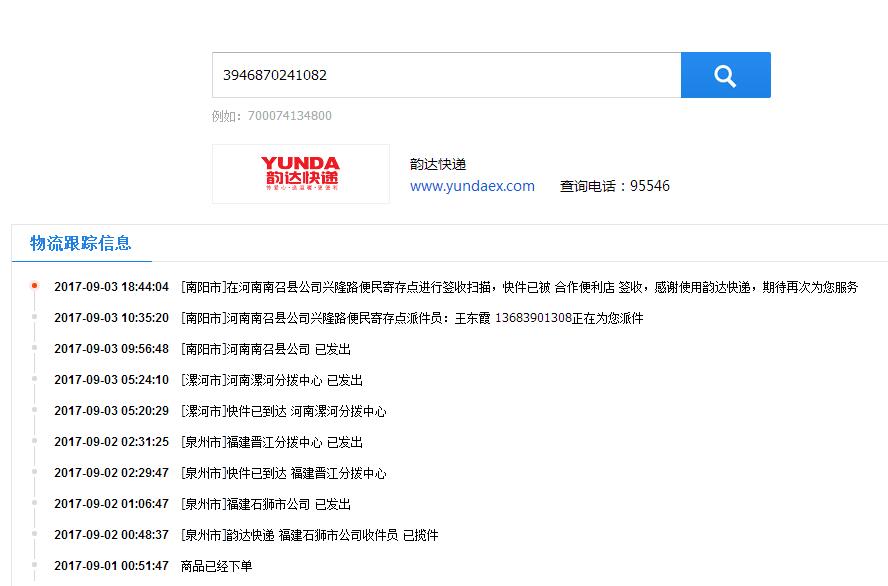 3946870241082
例如：700074134800
YUNDA
韵达快递
韵达快递
www.yundaex.com 查询电话：95546
物流跟踪信息
2017-09-03 18:44:04 [南阳市]在河南南召县公司兴隆路便民寄存点进行签收扫描，快件已被 合作便利店 签收，感谢使用韵达快递，期待再次为您服务
2017-09-03 10:35:20 [南阳市]河南南召县公司兴隆路便民寄存点派件员：王东霞 13683901308正在为您派件
2017-09-03 09:56:48 [南阳市]河南南召县公司 已发出
2017-09-03 05:24:10 [漯河市]河南漯河分拨中心 已发出
2017-09-03 05:20:29 [漯河市]快件已到达 河南漯河分拨中心
2017-09-02 02:31:25 [泉州市]福建晋江分拨中心 已发出
2017-09-02 02:29:47 [泉州市]快件已到达 福建晋江分拨中心
2017-09-02 01:06:47 [泉州市]福建石狮市公司 已发出
2017-09-02 00:48:37 [泉州市]韵达快递 福建石狮市公司收件员 已揽件
2017-09-01 00:51:47 商品已经下单